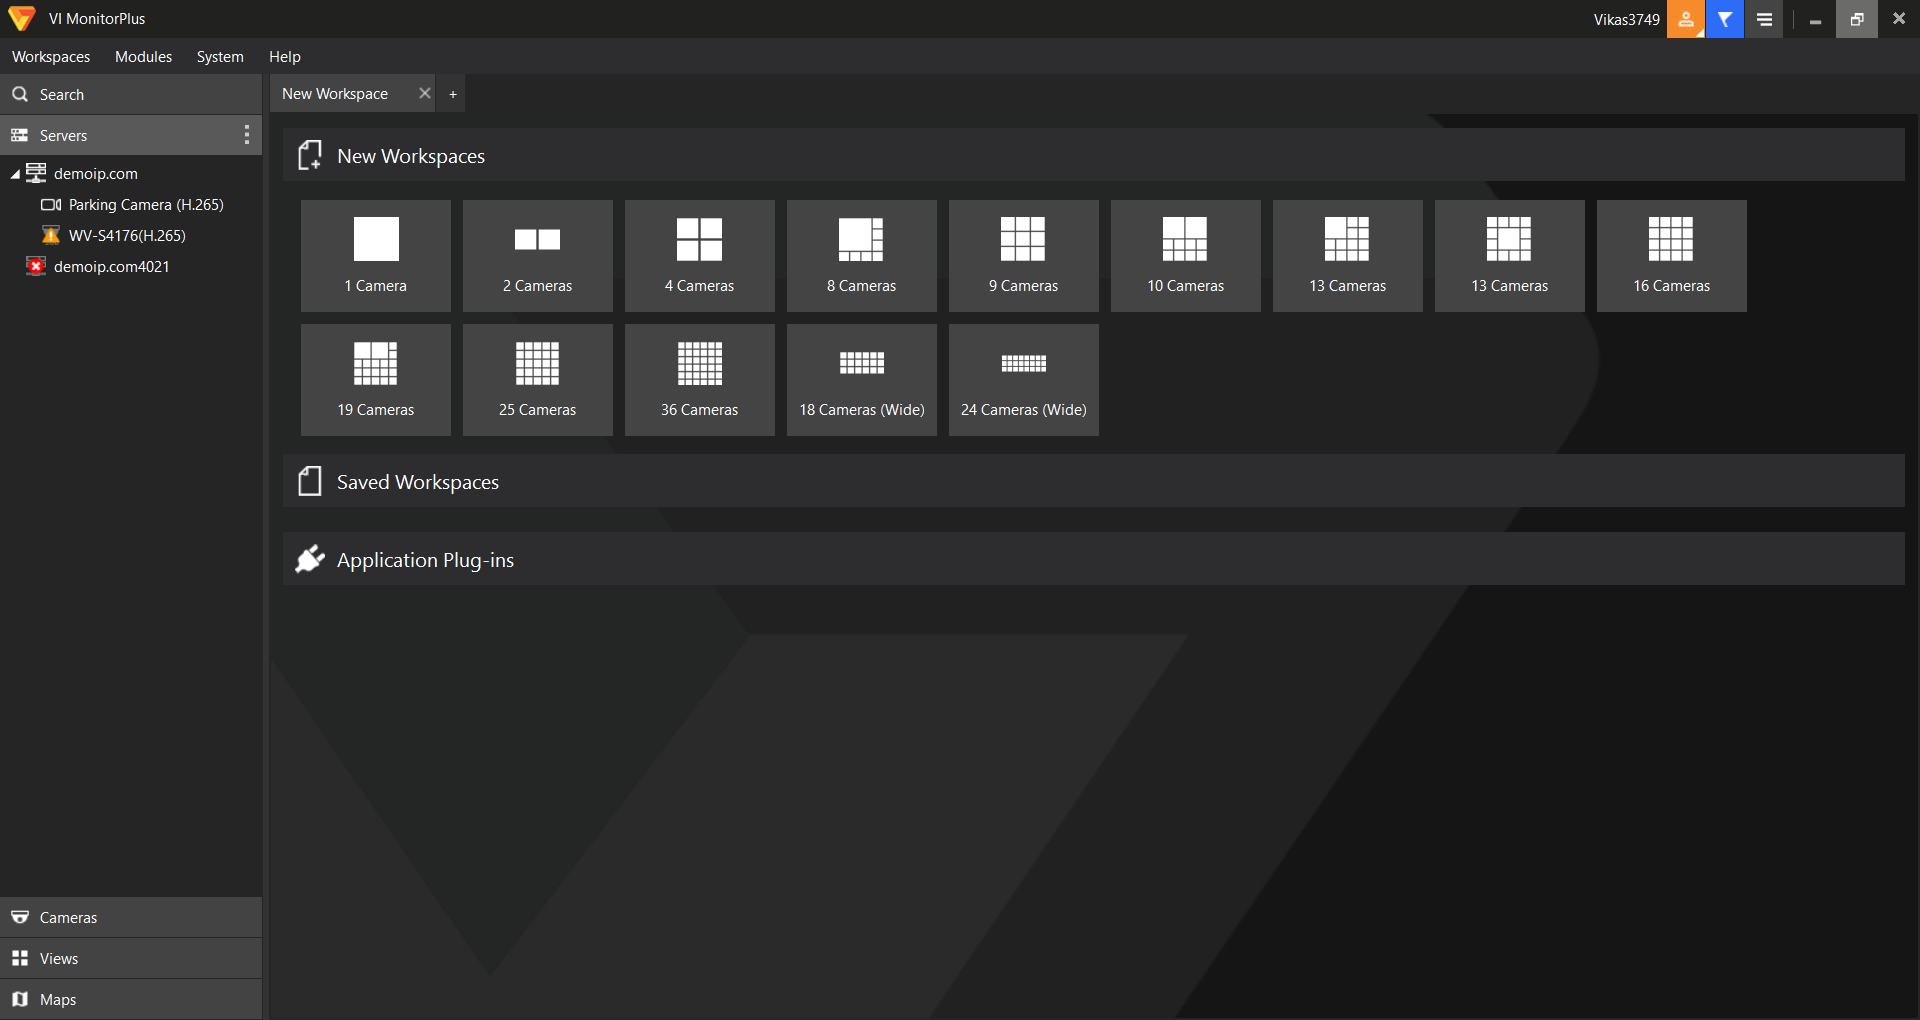 VI MonitorPlus
Vikas3749
Workspaces Modules System Help
Search
Servers
demoip.com
Parking Camera (H.265)
WV-S4176(H.265)
demoip.com4021
Cameras
Views
Maps
New Workspace
New Workspaces
1 Camera
2 Cameras
4 Cameras
8 Cameras
9 Cameras
10 Cameras
13 Cameras
13 Cameras
16 Cameras
19 Cameras
25 Cameras
36 Cameras
18 Cameras (Wide)
24 Cameras (Wide)
Saved Workspaces
Application Plug-ins